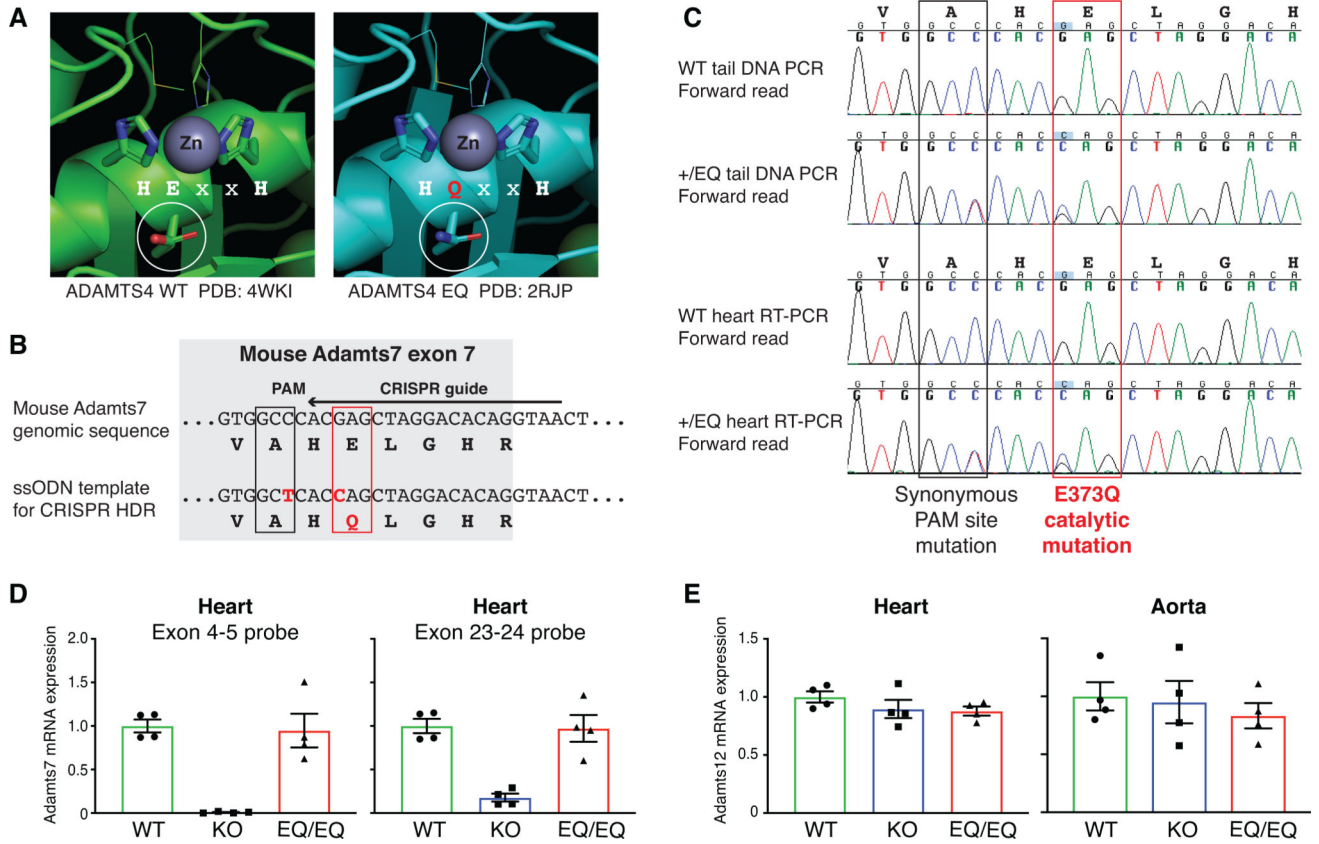 A
Zn
H E x x H
ADAMTS4 WT PDB: 4WKI
Zn
H Q x x H
ADAMTS4 EQ PDB: 2RJP
B
Mouse Adamts7 exon 7
PAM
CRISPR guide
Mouse Adamts7
genomic sequence
...GTGGCCCACGAGCTAGGACACAGGTAACT...
V A H E L G H R
ssODN template
for CRISPR HDR
...GTGGCTCACCAGCTAGGACACAGGTAACT...
V A H Q L G H R
C
V A H E L G H
G T G G C C C A C G A G C T A G G A C A
G T G G C C C A C G A G C T A G G A C A
WT tail DNA PCR
Forward read
G T G G C C C A C C A G C T A G G A C A
G T G G C C C A C C A G C T A G G A C A
+/EQ tail DNA PCR
Forward read
V A H E L G H
G T G G C C C A C G A G C T A G G A C A
G T G G C C C A C G A G C T A G G A C A
WT heart RT-PCR
Forward read
G T G G C C C A C C A G C T A G G A C A
G T G G C C C A C C A G C T A G G A C A
+/EQ heart RT-PCR
Forward read
Synonymous
PAM site
mutation
E373Q
catalytic
mutation
D
Heart
Exon 4-5 probe
Adamts7 mRNA expression
2.0
1.5
1.0
0.5
0
WT KO EQ/EQ
Heart
Exon 23-24 probe
WT KO EQ/EQ
E
Heart
Adamts12 mRNA expression
1.5
1.0
0.5
0
WT KO EQ/EQ
Aorta
WT KO EQ/EQ